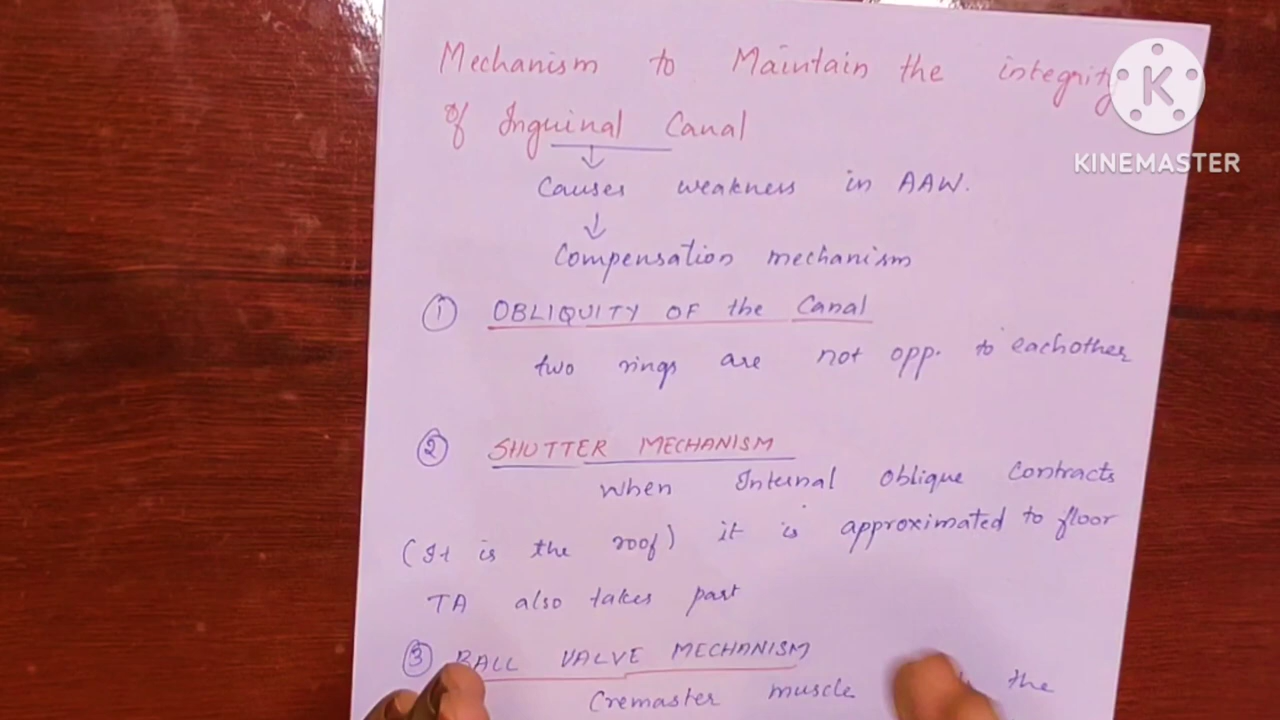 Mechanism to Maintain the integrity
of Inguinal Canal
KINEMASTER
Causes weakness in AAW.
Compensation mechanism
① OBLIQUITY OF the Canal
two rings are not opp. to eachother
② SHUTTER MECHANISM
When Internal oblique contracts
(It is the roof) it is approximated to floor
TA also takes part
③ BALL VALVE MECHANISM
Cremaster muscle the